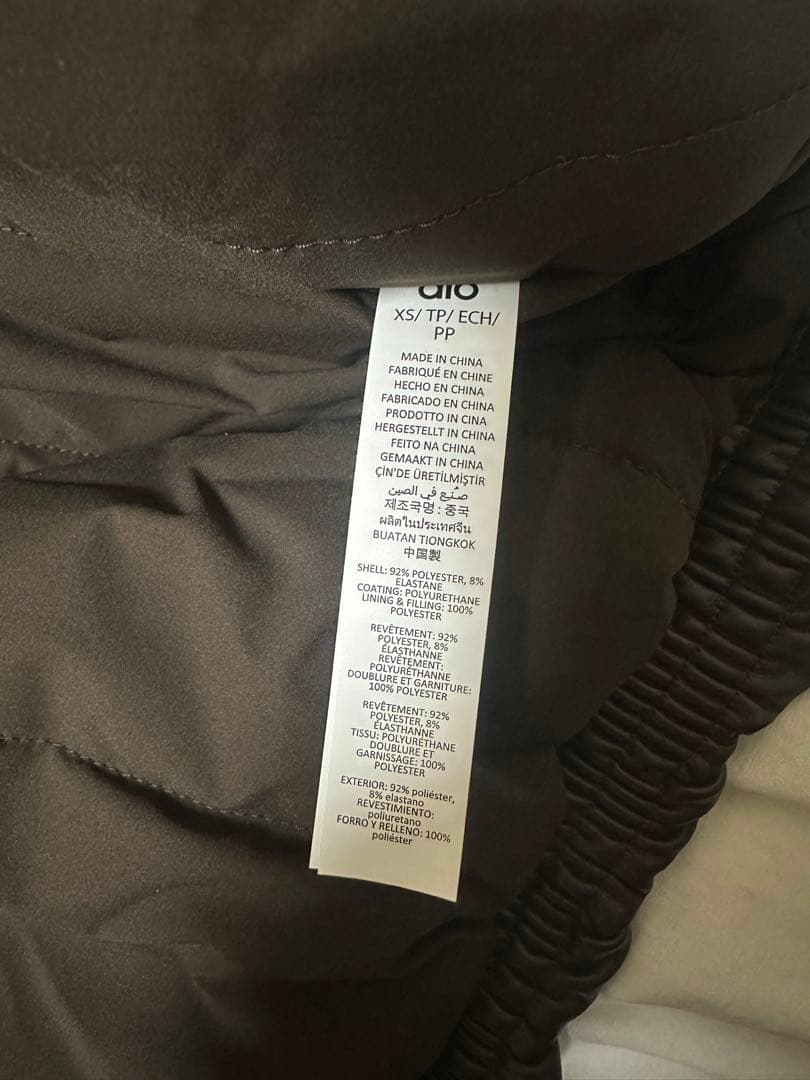 alo
XS/ TP/ ECH/
PP
MADE IN CHINA
FABRIQUÉ EN CHINE
HECHO EN CHINA
FABRICADO EN CHINA
PRODOTTO IN CINA
HERGESTELLT IN CHINA
FEITO NA CHINA
GEMAAKT IN CHINA
ÇİN'DE ÜRETİLMİŞTİR
صُنِع في الصين
제조국명 : 중국
ผลิตในประเทศจีน
BUATAN TIONGKOK
中国製
SHELL: 92% POLYESTER, 8%
ELASTANE
COATING: POLYURETHANE
LINING & FILLING: 100%
POLYESTER
REVÊTEMENT: 92%
POLYESTER, 8%
ÉLASTHANNE
REVÊTEMENT:
POLYURÉTHANE
DOUBLURE ET GARNITURE:
100% POLYESTER
REVÊTEMENT: 92%
POLYESTER, 8%
ÉLASTHANNE
TISSU: POLYURÉTHANE
DOUBLURE ET
GARNISSAGE: 100%
POLYESTER
EXTERIOR: 92% poliéster,
8% elastano
REVESTIMIENTO:
poliuretano
FORRO Y RELLENO: 100%
poliéster